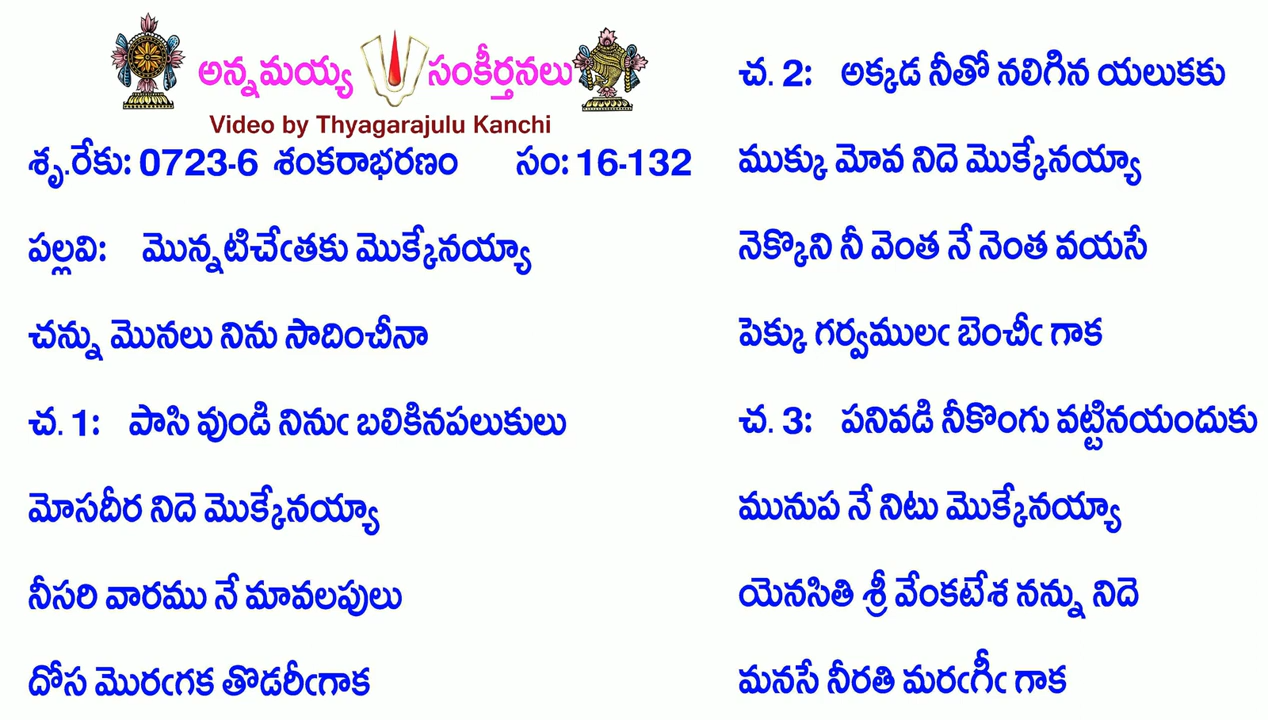 అన్నమయ్య సంకీర్తనలు
Video by Thyagarajulu Kanchi
శృ.రేకు: 0723-6 శంకరాభరణం సం: 16-132
పల్లవి: మొన్నటిచేఁతకు మొక్కేనయ్యా
చన్ను మొనలు నిను సాదించీనా
చ. 1: పాసి వుండి నినుఁ బలికినపలుకులు
మోసదీర నిదె మొక్కేనయ్యా
నీసరి వారము నే మావలపులు
దోస మొరఁగక తొడరీఁగాక
చ. 2: అక్కడ నీతో నలిగిన యలుకకు
ముక్కు మోవ నిదె మొక్కేనయ్యా
నెక్కొని నీ వెంత నే నెంత వయసే
పెక్కు గర్వములఁ బెంచీఁ గాక
చ. 3: పనివడి నీకొంగు వట్టినయందుకు
మునుప నే నిటు మొక్కేనయ్యా
యెనసితి శ్రీ వేంకటేశ నన్ను నిదె
మనసే నీరతి మరఁగీఁ గాక